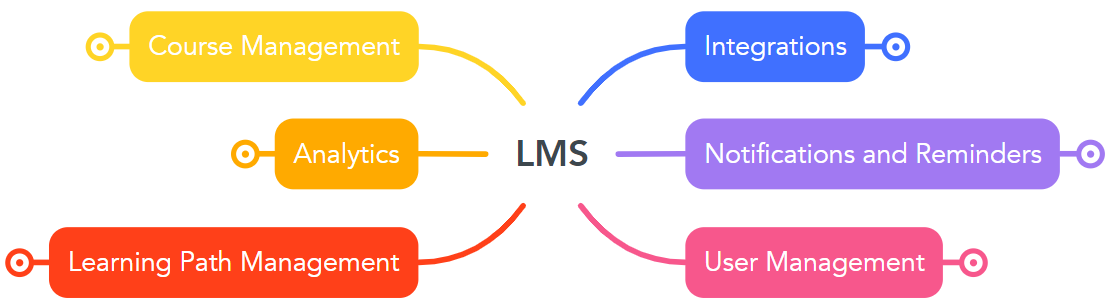 Course Management
Integrations
Analytics
LMS
Notifications and Reminders
Learning Path Management
User Management